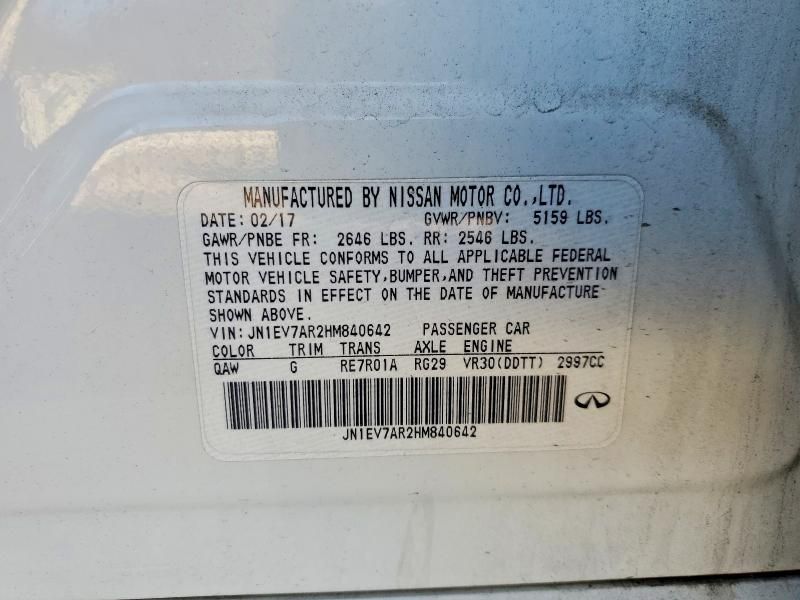 MANUFACTURED BY NISSAN MOTOR CO.,LTD.
DATE: 02/17 GVWR/PNBV: 5159 LBS.
GAWR/PNBE FR: 2646 LBS. RR: 2546 LBS.
THIS VEHICLE CONFORMS TO ALL APPLICABLE FEDERAL
MOTOR VEHICLE SAFETY,BUMPER,AND THEFT PREVENTION
STANDARDS IN EFFECT ON THE DATE OF MANUFACTURE
SHOWN ABOVE.
VIN: JN1EV7AR2HM840642 PASSENGER CAR
COLOR TRIM TRANS AXLE ENGINE
QAW G RE7R01A RG29 VR30(DDTT) 2997CC
JN1EV7AR2HM840642